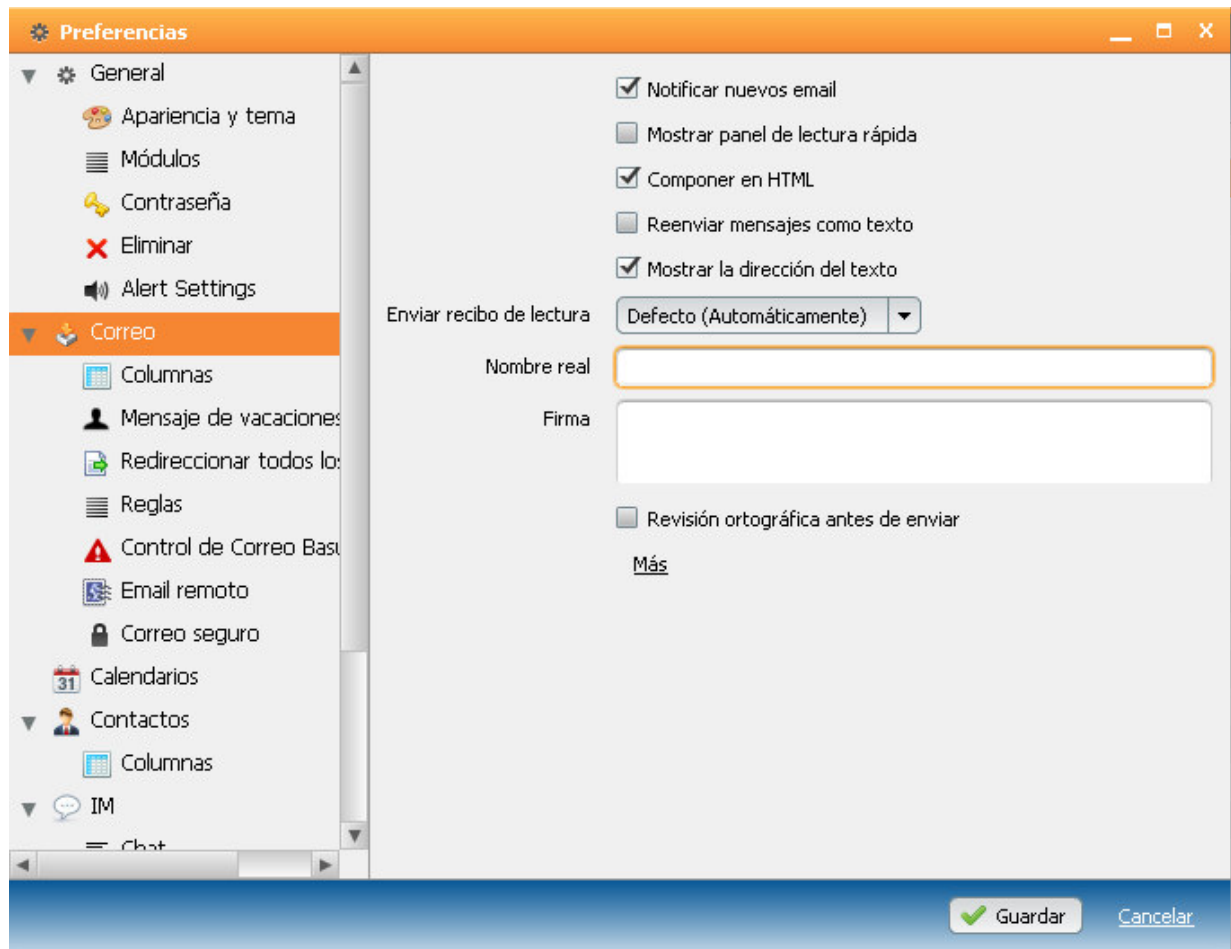 Preferencias
General
Apariencia y tema
Módulos
Contraseña
Eliminar
Alert Settings
Correo
Columnas
Mensaje de vacaciones
Redireccionar todos los
Reglas
Control de Correo Basu
Email remoto
Correo seguro
31
Calendarios
Contactos
Columnas
IM
Chat
Notificar nuevos email
Mostrar panel de lectura rápida
Componer en HTML
Reenviar mensajes como texto
Mostrar la dirección del texto
Enviar recibo de lectura Defecto (Automáticamente)
Nombre real
Firma
Revisión ortográfica antes de enviar
Más
Guardar Cancelar